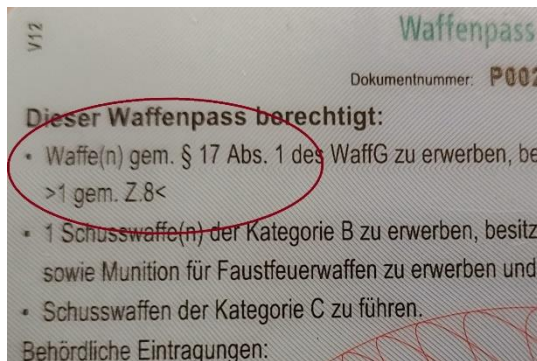 V12
Waffenpass
Dokumentnummer: P002
Dieser Waffenpass berechtigt:
• Waffe(n) gem. § 17 Abs. 1 des WaffG zu erwerben, be
>1 gem. Z.8<
• 1 Schusswaffe(n) der Kategorie B zu erwerben, besitz
sowie Munition für Faustfeuerwaffen zu erwerben und
• Schusswaffen der Kategorie C zu führen.
Behördliche Eintragungen: